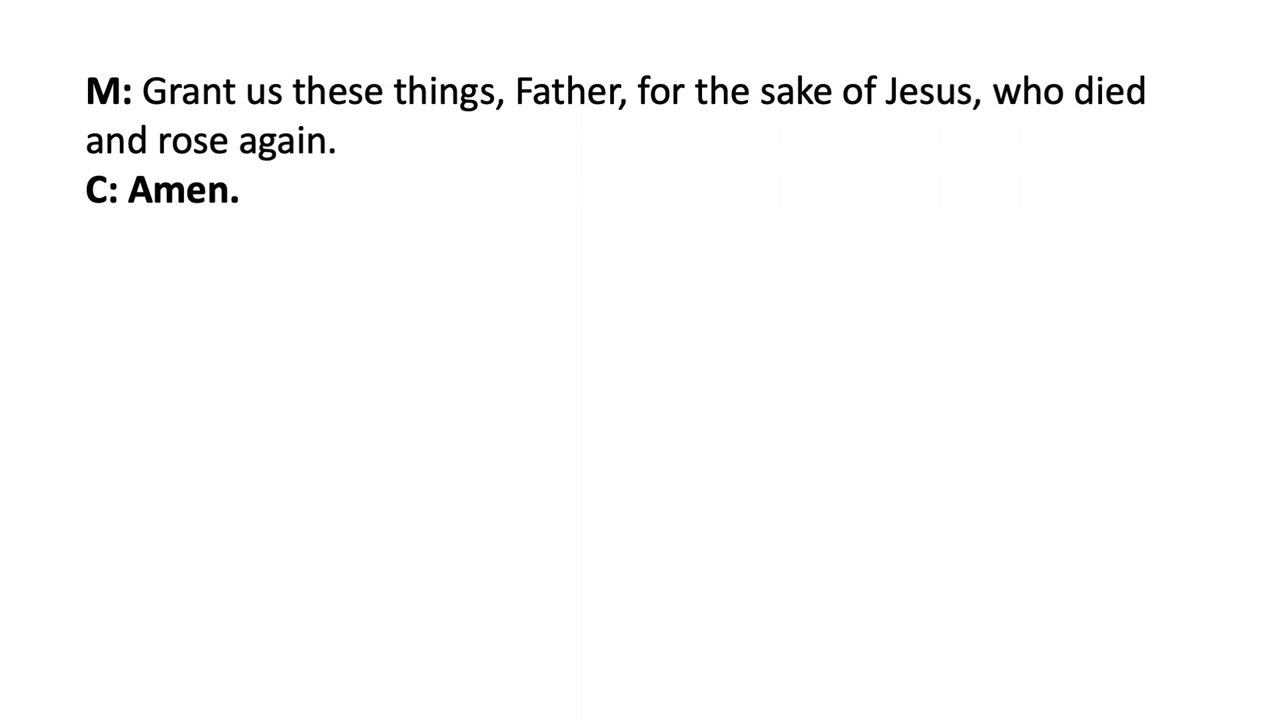 M: Grant us these things, Father, for the sake of Jesus, who died
and rose again.
C: Amen.